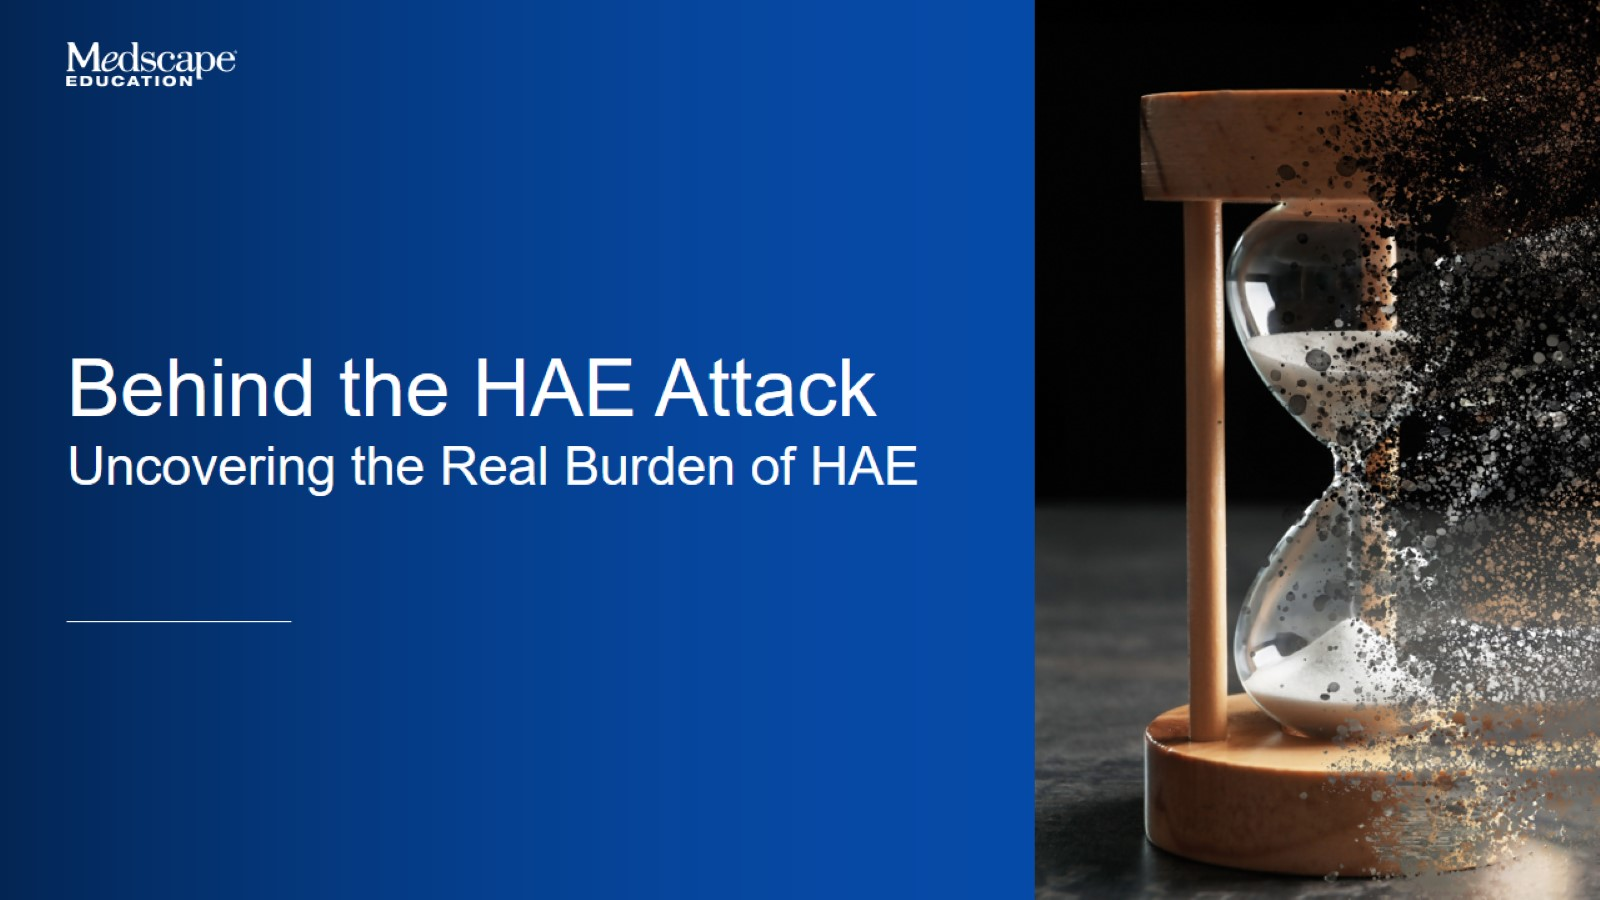 Medscape
EDUCATION
Behind the HAE Attack
Uncovering the Real Burden of HAE